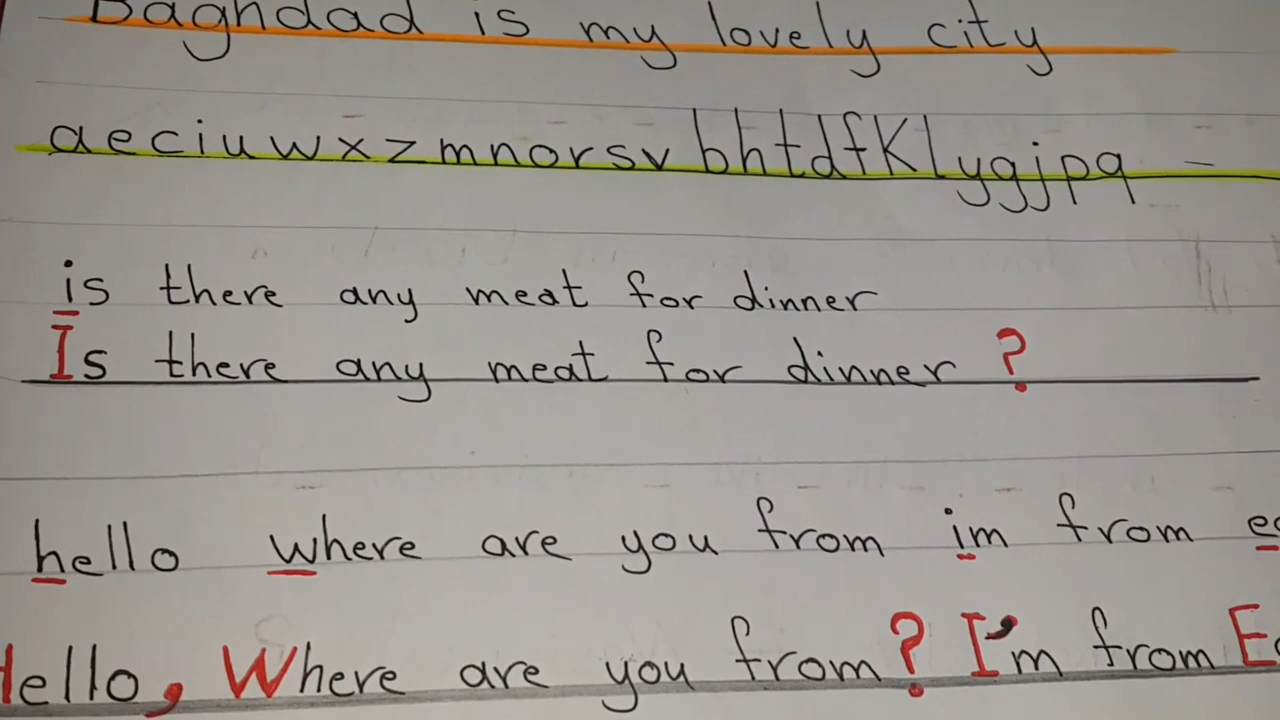 Baghdad is my lovely city
aeciuwxzmnorsvbhtdfKlygjpq -
is there any meat for dinner
Is there any meat for dinner ?
hello where are you from im from
Hello, Where are you from? I'm from